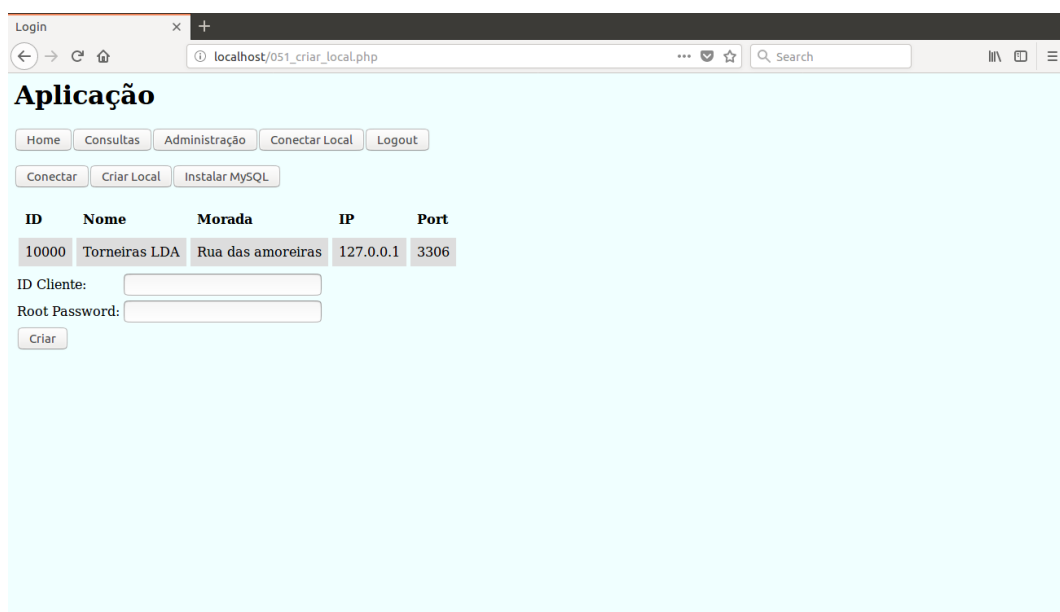 Login
localhost/051_criar_local.php
Search
Aplicação
Home Consultas Administração Conectar Local Logout
Conectar Criar Local Instalar MySQL
ID Nome Morada IP Port
10000 Torneiras LDA Rua das amoreiras 127.0.0.1 3306
ID Cliente:
Root Password:
Criar